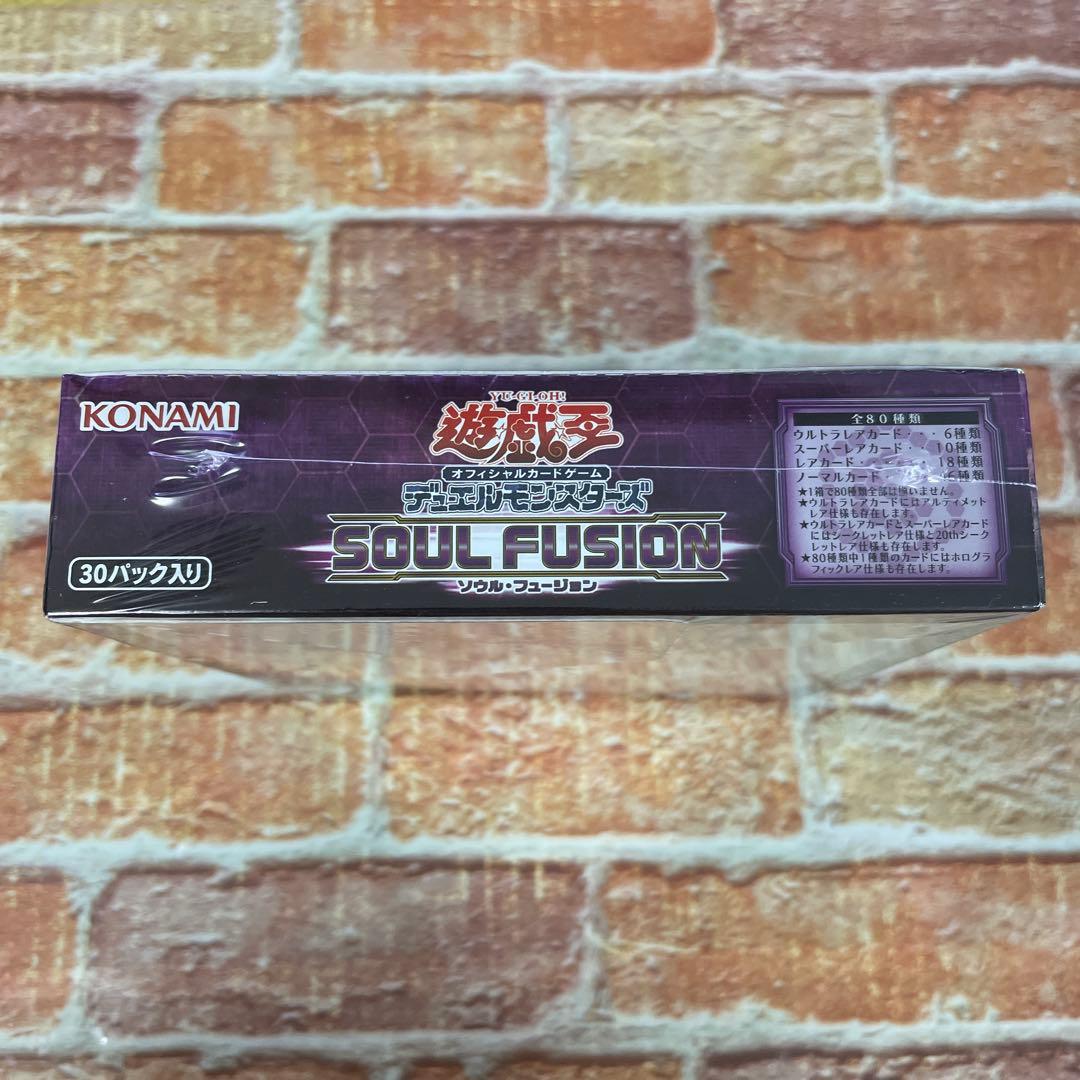 KONAMI
YU-GI-OH!
遊戯王
オフィシャルカードゲーム
デュエルモンスターズ
SOUL FUSION
ソウル・フュージョン
30パック入り
全80種類
ウルトラレアカード・・6種類
スーパーレアカード・・10種類
レアカード・・・18種類
ノーマルカード・・・6種類
★1箱で80種類全部は揃いません。
★ウルトラレアカードにはアルティメット
レア仕様も存在します。
★ウルトラレアカードとスーパーレアカード
にはシークレットレア仕様と20thシーク
レットレア仕様も存在します。
★80種類中1種類のカードにはホログラ
フィックレア仕様も存在します。